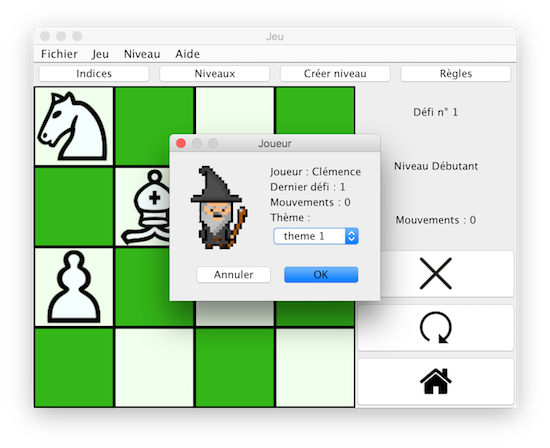 Jeu
Fichier Jeu Niveau Aide
Indices Niveaux Créer niveau Règles
Défi n° 1
Niveau Débutant
Mouvements : 0
Joueur
Joueur : Clémence
Dernier défi : 1
Mouvements : 0
Thème :
theme 1
Annuler OK